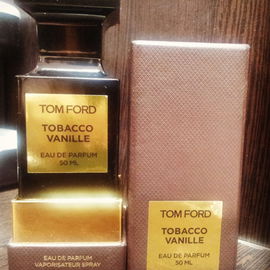 TOM FORD
TOBACCO
VANILLE
EAU DE PARFUM
50 ML
EAU DE PARFUM
VAPORISATEUR SPRAY
TOM FORD
TOBACCO
VANILLE
EAU DE PARFUM
50 ML